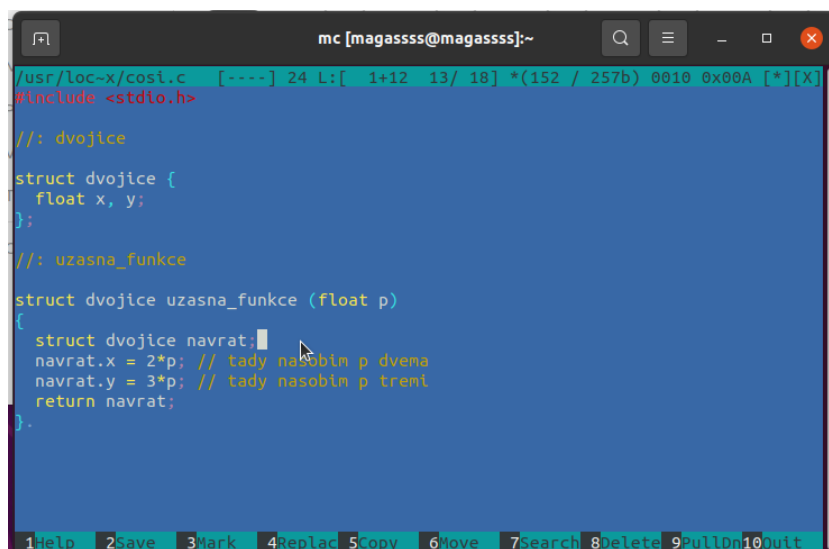 mc [magassss@magassss]:~
/usr/loc~x/cosi.c [----] 24 L:[ 1+12 13/ 18] *(152 / 257b) 0010 0x00A [*][X]
#include <stdio.h>
//: dvojice
struct dvojice {
float x, y;
};
//: uzasna_funkce
struct dvojice uzasna_funkce (float p)
{
struct dvojice navrat;
navrat.x = 2*p; // tady nasobim p dvema
navrat.y = 3*p; // tady nasobim p tremi
return navrat;
}.
1Help 2Save 3Mark 4Replac 5Copy 6Move 7Search 8Delete 9PullDn 10Quit